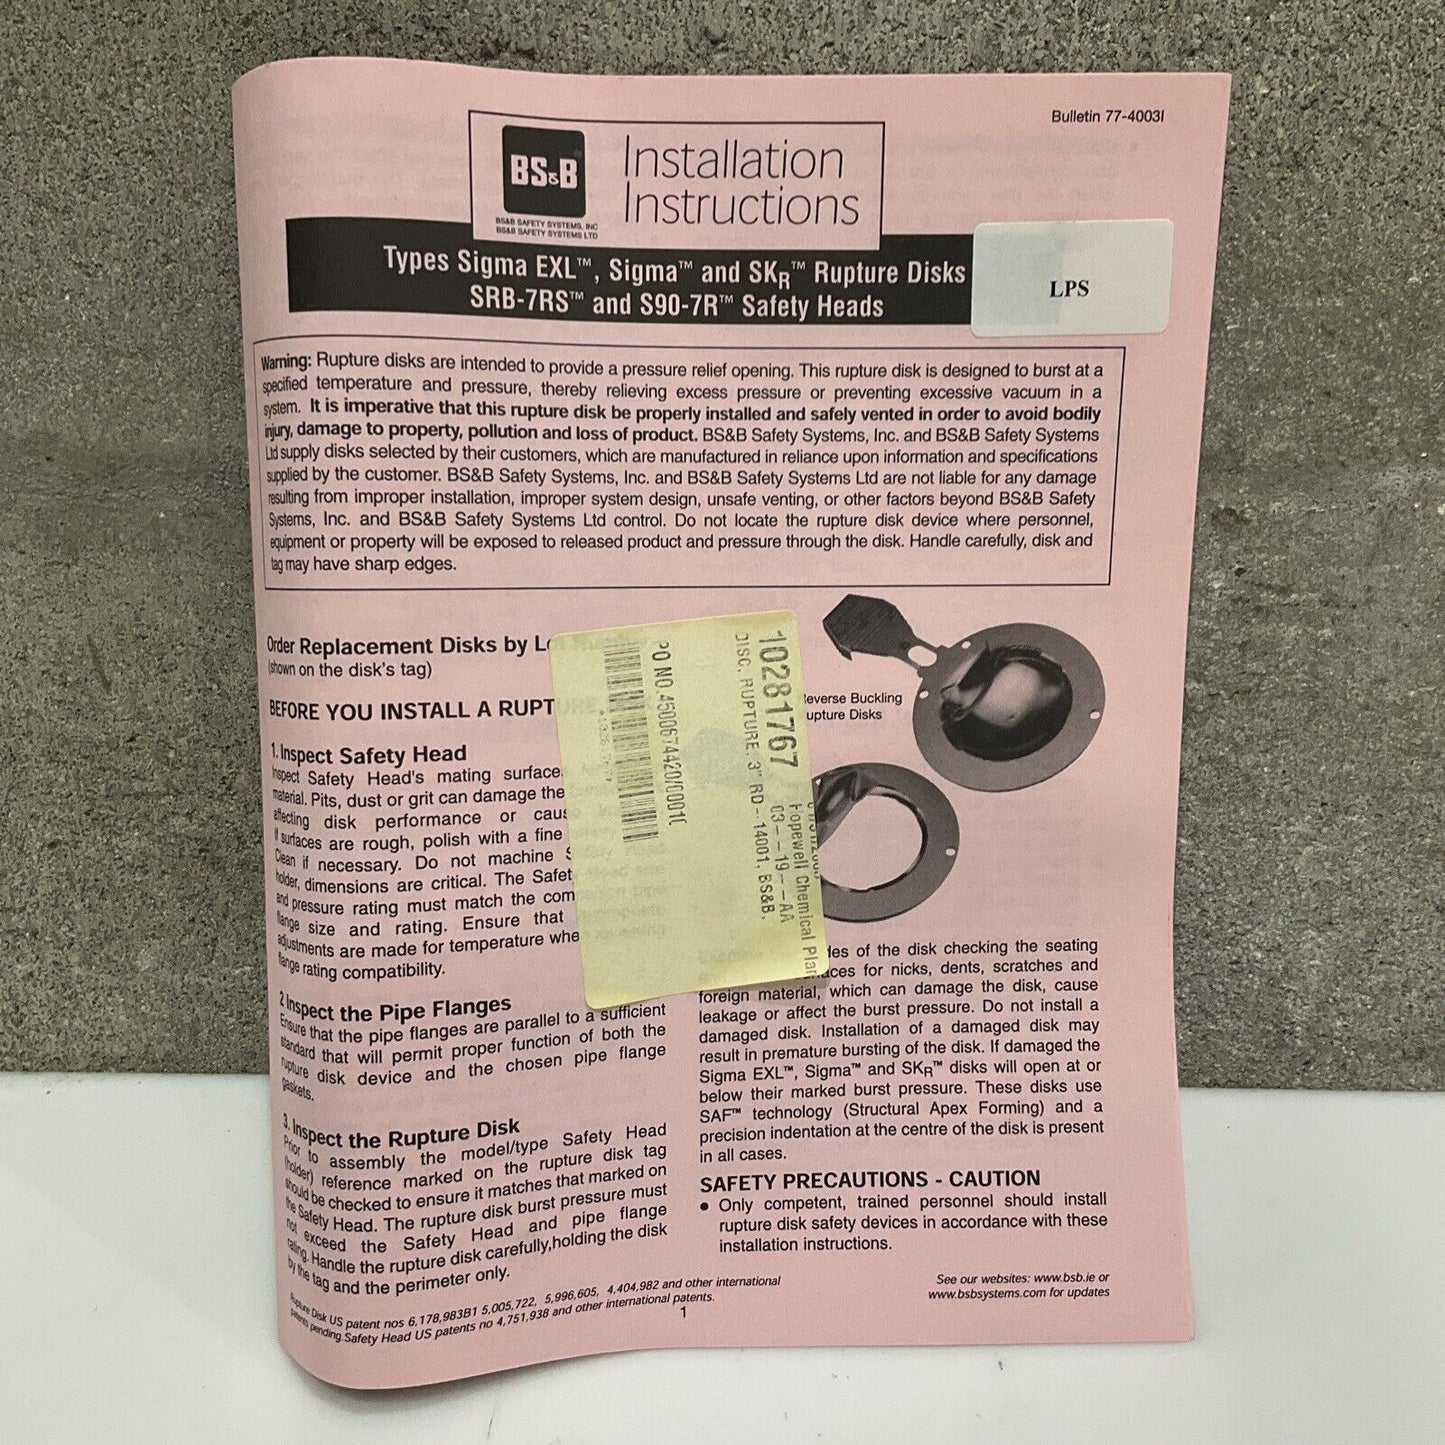 Bulletin 77-4003I
BS&B
BS&B SAFETY SYSTEMS, INC
BS&B SAFETY SYSTEMS LTD
Installation
Instructions
Types Sigma EXL™, Sigma™ and SKR™ Rupture Disks
SRB-7RS™ and S90-7R™ Safety Heads
LPS
Warning: Rupture disks are intended to provide a pressure relief opening. This rupture disk is designed to burst at a
specified temperature and pressure, thereby relieving excess pressure or preventing excessive vacuum in a
system. It is imperative that this rupture disk be properly installed and safely vented in order to avoid bodily
injury, damage to property, pollution and loss of product. BS&B Safety Systems, Inc. and BS&B Safety Systems
Ltd supply disks selected by their customers, which are manufactured in reliance upon information and specifications
supplied by the customer. BS&B Safety Systems, Inc. and BS&B Safety Systems Ltd are not liable for any damage
resulting from improper installation, improper system design, unsafe venting, or other factors beyond BS&B Safety
Systems, Inc. and BS&B Safety Systems Ltd control. Do not locate the rupture disk device where personnel,
equipment or property will be exposed to released product and pressure through the disk. Handle carefully, disk and
tag may have sharp edges.
Order Replacement Disks by
(shown on the disk's tag)
BEFORE YOU INSTALL A RUPT
1. Inspect Safety Head
Inspect Safety Head's mating surface
material. Pits, dust or grit can damage the
affecting disk performance or
If surfaces are rough, polish with a fine
Clean if necessary. Do not machine
holder, dimensions are critical. The Safet
and pressure rating must match the
flange size and rating. Ensure that
adjustments are made for temperature
flange rating compatibility.
2 Inspect the Pipe Flanges
Ensure that the pipe flanges are parallel to a sufficient
standard that will permit proper function of both the
rupture disk device and the chosen pipe flange
gaskets.
3. Inspect the Rupture Disk
Prior to assembly the model/type Safety Head
(holder) reference marked on the rupture disk tag
should be checked to ensure it matches that marked on
the Safety Head. The rupture disk burst pressure must
not exceed the Safety Head and pipe flange
rating. Handle the rupture disk carefully,holding the disk
by the tag and the perimeter only.
10281767
DISC, RUPTURE, 3" RD-14001, BS&B,
03--19--AA
Hopewell Chemical Plan
PO NO.4500674420/00010
everse Buckling
upture Disks
des of the disk checking the seating
aces for nicks, dents, scratches and
foreign material, which can damage the disk, cause
leakage or affect the burst pressure. Do not install a
damaged disk. Installation of a damaged disk may
result in premature bursting of the disk. If damaged the
Sigma EXL™, Sigma™ and SKR™ disks will open at or
below their marked burst pressure. These disks use
SAF™ technology (Structural Apex Forming) and a
precision indentation at the centre of the disk is present
in all cases.
SAFETY PRECAUTIONS - CAUTION
• Only competent, trained personnel should install
rupture disk safety devices in accordance with these
installation instructions.
Rupture Disk US patent nos 6,178,983B1 5,005,722, 5,996,605, 4,404,982 and other international
patents pending.Safety Head US patents no 4,751,938 and other international patents.
1
See our websites: www.bsb.ie or
www.bsbsystems.com for updates